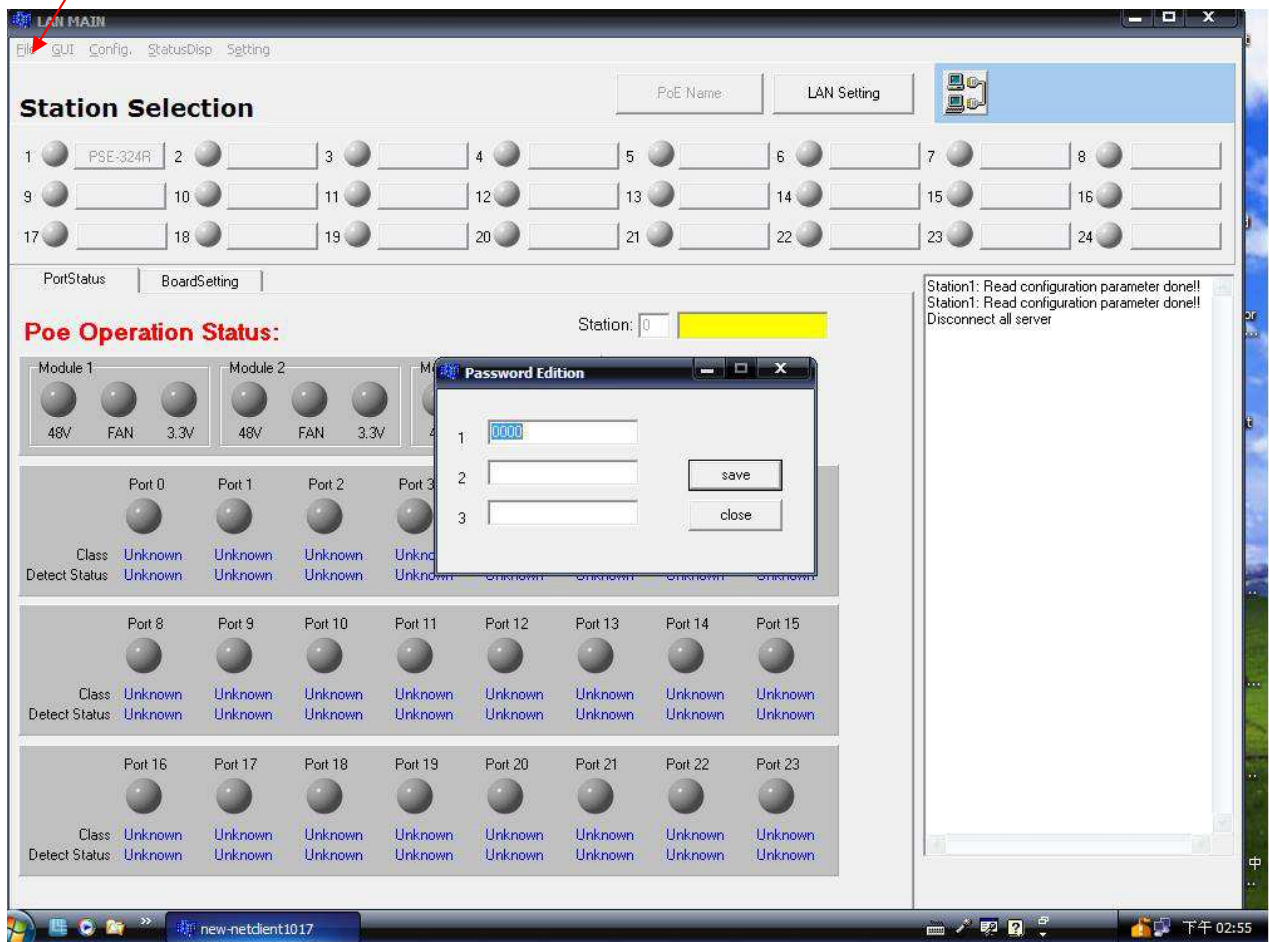 LAN MAIN
File GUI Config. StatusDisp Setting
Station Selection
PoE Name
LAN Setting
1 PSE-324R 2 3 4 5 6 7 8
9 10 11 12 13 14 15 16
17 18 19 20 21 22 23 24
PortStatus BoardSetting
Station1: Read configuration parameter done!!
Station1: Read configuration parameter done!!
Disconnect all server
Poe Operation Status:
Station: 0
Module 1 Module 2
48V FAN 3.3V 48V FAN 3.3V
Password Edition
1 0000
2
save
3
close
Port 0 Port 1 Port 2 Port 3
Class Unknown Unknown Unknown
Detect Status Unknown Unknown Unknown Unknown Unknown Unknown Unknown Unknown
Port 8 Port 9 Port 10 Port 11 Port 12 Port 13 Port 14 Port 15
Class Unknown Unknown Unknown Unknown Unknown Unknown Unknown Unknown
Detect Status Unknown Unknown Unknown Unknown Unknown Unknown Unknown Unknown
Port 16 Port 17 Port 18 Port 19 Port 20 Port 21 Port 22 Port 23
Class Unknown Unknown Unknown Unknown Unknown Unknown Unknown Unknown
Detect Status Unknown Unknown Unknown Unknown Unknown Unknown Unknown Unknown
中
new-netclient1017
下午 02:55